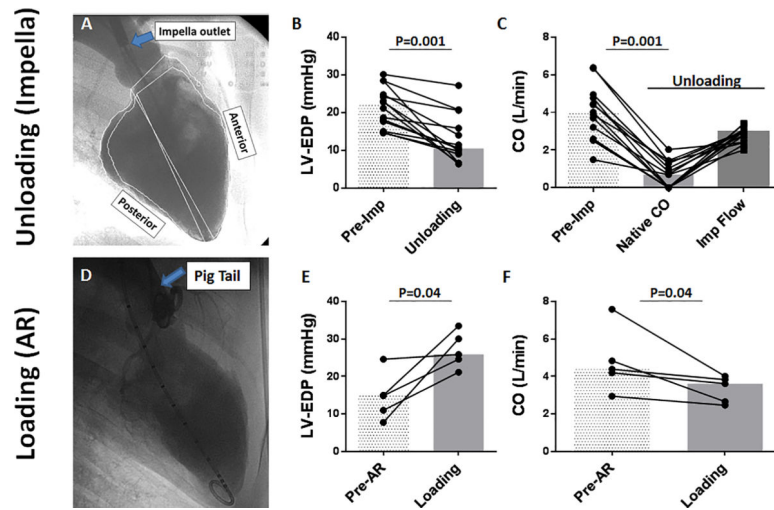 Unloading (Impella)
A
Impella outlet
Anterior
Posterior
B
P=0.001
LV-EDP (mmHg)
40
30
20
10
0
Pre-Imp
Unloading
C
P=0.001
Unloading
CO (L/min)
8
6
4
2
0
Pre-Imp
Native CO
Imp Flow
Loading (AR)
D
Pig Tail
E
P=0.04
LV-EDP (mmHg)
40
30
20
10
0
Pre-AR
Loading
F
P=0.04
CO (L/min)
8
6
4
2
0
Pre-AR
Loading